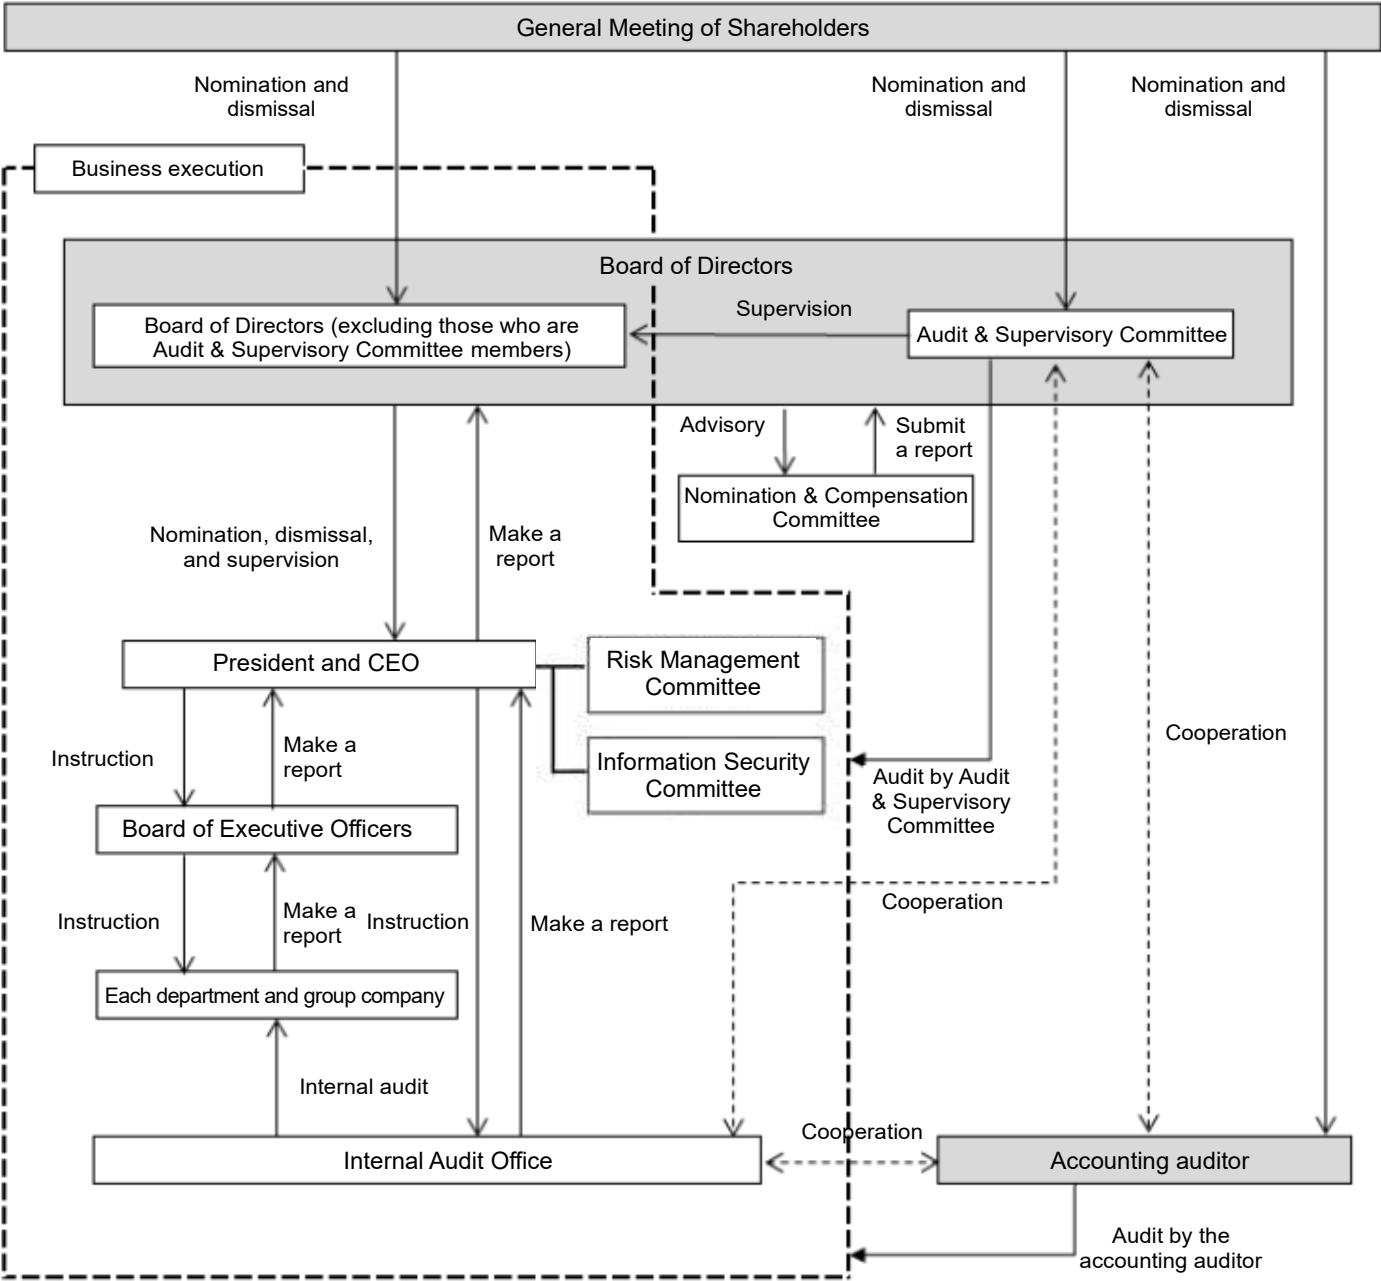 General Meeting of Shareholders
Nomination and
dismissal
Nomination and
dismissal
Nomination and
dismissal
Business execution
Board of Directors
Board of Directors (excluding those who are
Audit & Supervisory Committee members)
Supervision
Audit & Supervisory Committee
Advisory
Submit
a report
Nomination & Compensation
Committee
Nomination, dismissal,
and supervision
Make a
report
President and CEO
Risk Management
Committee
Information Security
Committee
Cooperation
Instruction
Make a
report
Audit by Audit
& Supervisory
Committee
Board of Executive Officers
Instruction
Make a
report
Instruction
Make a report
Cooperation
Each department and group company
Internal audit
Cooperation
Internal Audit Office
Accounting auditor
Audit by the
accounting auditor